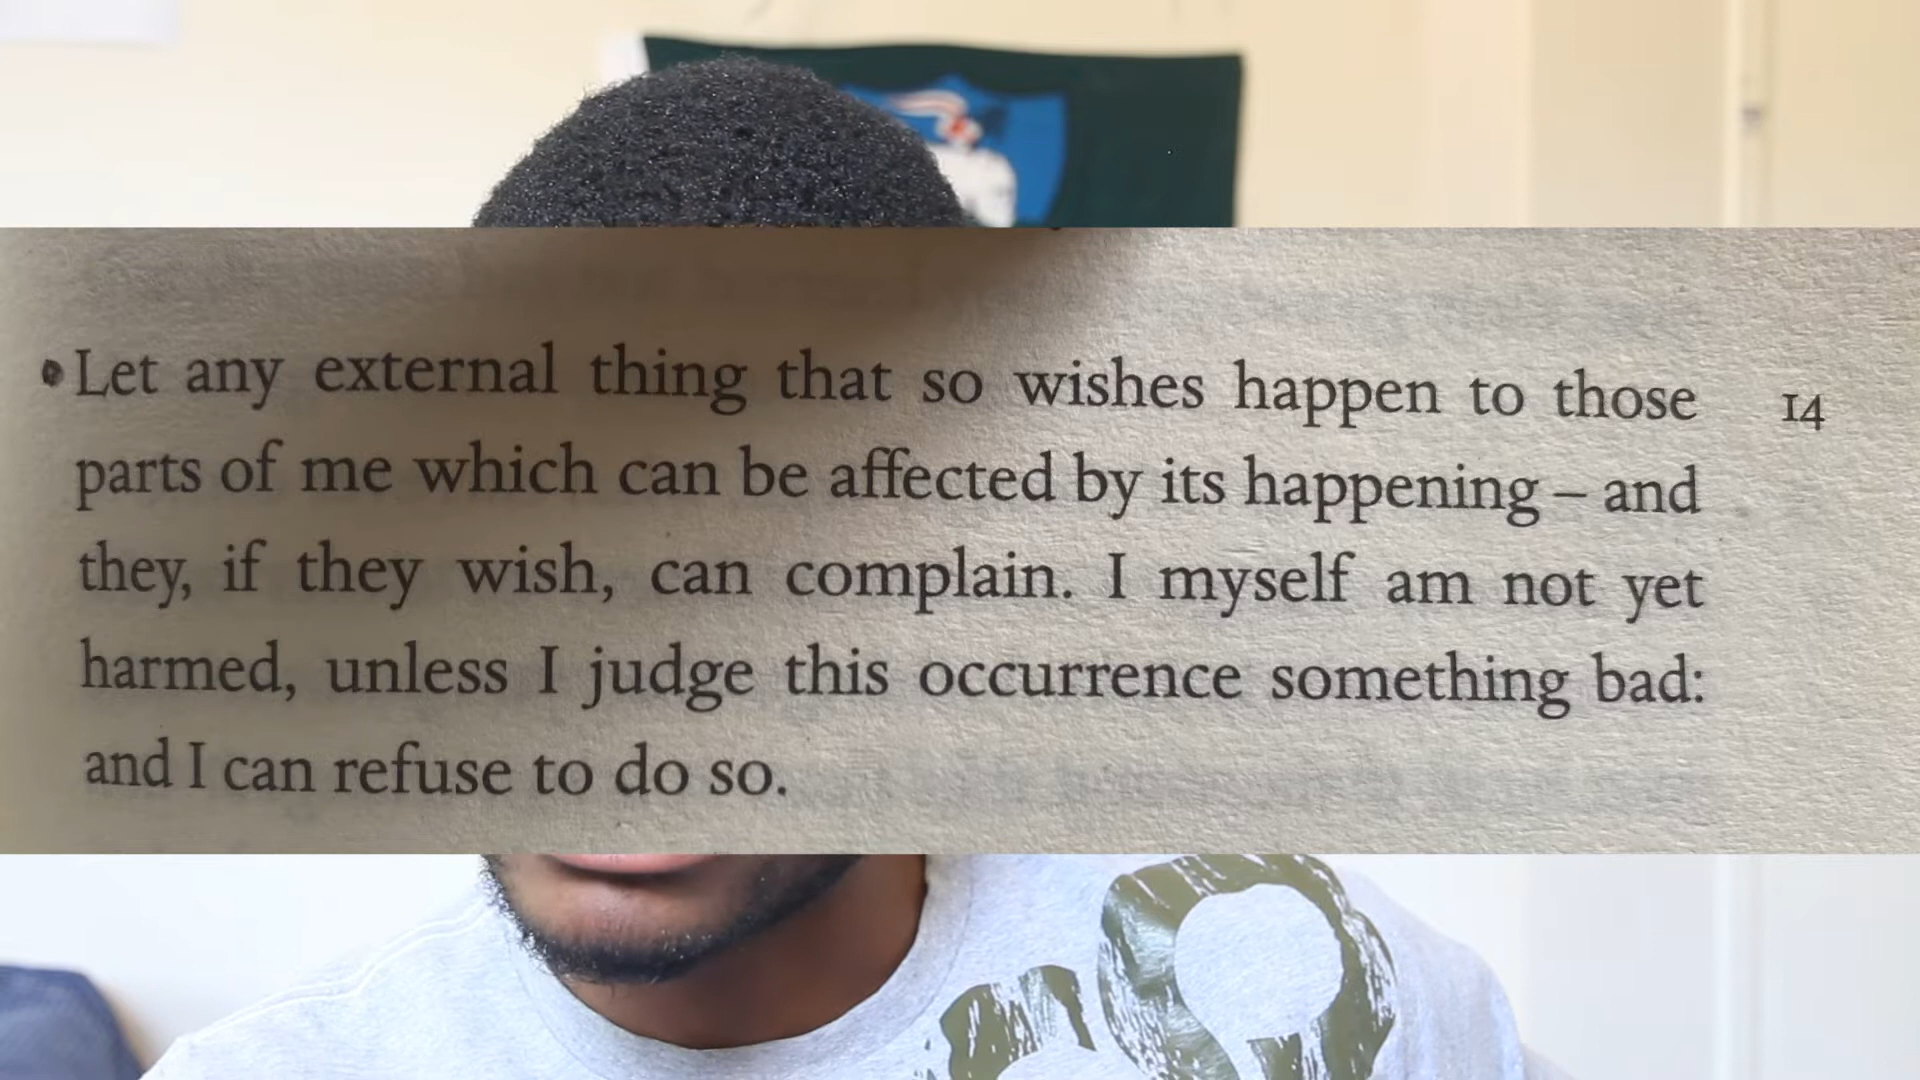 • Let any external thing that so wishes happen to those 14
parts of me which can be affected by its happening – and
they, if they wish, can complain. I myself am not yet
harmed, unless I judge this occurrence something bad:
and I can refuse to do so.